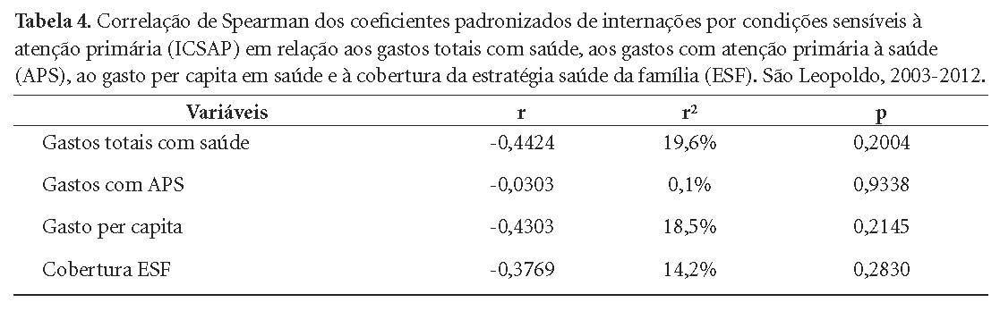 Tabela 4. Correlação de Spearman dos coeficientes padronizados de internações por condições sensíveis à
atenção primária (ICSAP) em relação aos gastos totais com saúde, aos gastos com atenção primária à saúde
(APS), ao gasto per capita em saúde e à cobertura da estratégia saúde da família (ESF). São Leopoldo, 2003-2012.
Variáveis r r² p
Gastos totais com saúde -0,4424 19,6% 0,2004
Gastos com APS -0,0303 0,1% 0,9338
Gasto per capita -0,4303 18,5% 0,2145
Cobertura ESF -0,3769 14,2% 0,2830